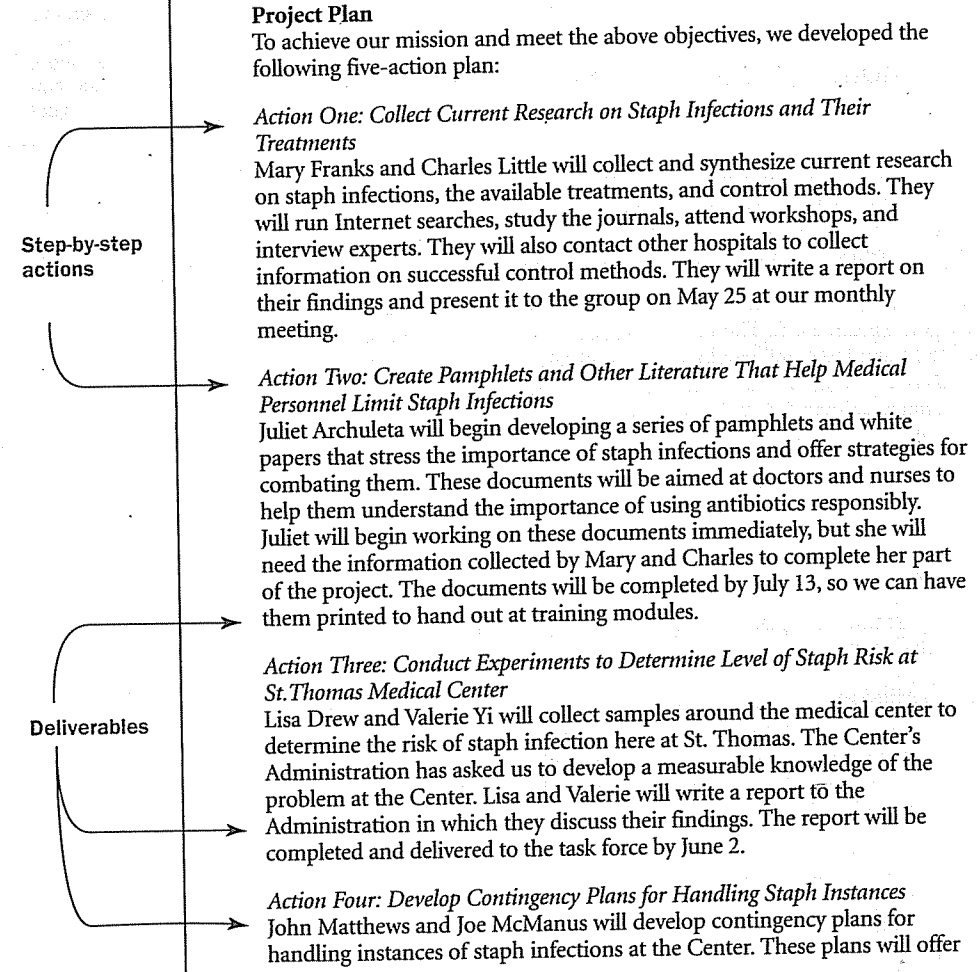 Project Plan
To achieve our mission and meet the above objectives, we developed the
following five-action plan:
Action One: Collect Current Research on Staph Infections and Their
Treatments
Mary Franks and Charles Little will collect and synthesize current research
on staph infections, the available treatments, and control methods. They
will run Internet searches, study the journals, attend workshops, and
interview experts. They will also contact other hospitals to collect
information on successful control methods. They will write a report on
their findings and present it to the group on May 25 at our monthly
meeting.
Step-by-step
actions
Action Two: Create Pamphlets and Other Literature That Help Medical
Personnel Limit Staph Infections
Juliet Archuleta will begin developing a series of pamphlets and white
papers that stress the importance of staph infections and offer strategies for
combating them. These documents will be aimed at doctors and nurses to
help them understand the importance of using antibiotics responsibly.
Juliet will begin working on these documents immediately, but she will
need the information collected by Mary and Charles to complete her part
of the project. The documents will be completed by July 13, so we can have
them printed to hand out at training modules.
Action Three: Conduct Experiments to Determine Level of Staph Risk at
St. Thomas Medical Center
Lisa Drew and Valerie Yi will collect samples around the medical center to
determine the risk of staph infection here at St. Thomas. The Center's
Administration has asked us to develop a measurable knowledge of the
problem at the Center. Lisa and Valerie will write a report to the
Administration in which they discuss their findings. The report will be
completed and delivered to the task force by June 2.
Deliverables
Action Four: Develop Contingency Plans for Handling Staph Instances
John Matthews and Joe McManus will develop contingency plans for
handling instances of staph infections at the Center. These plans will offer